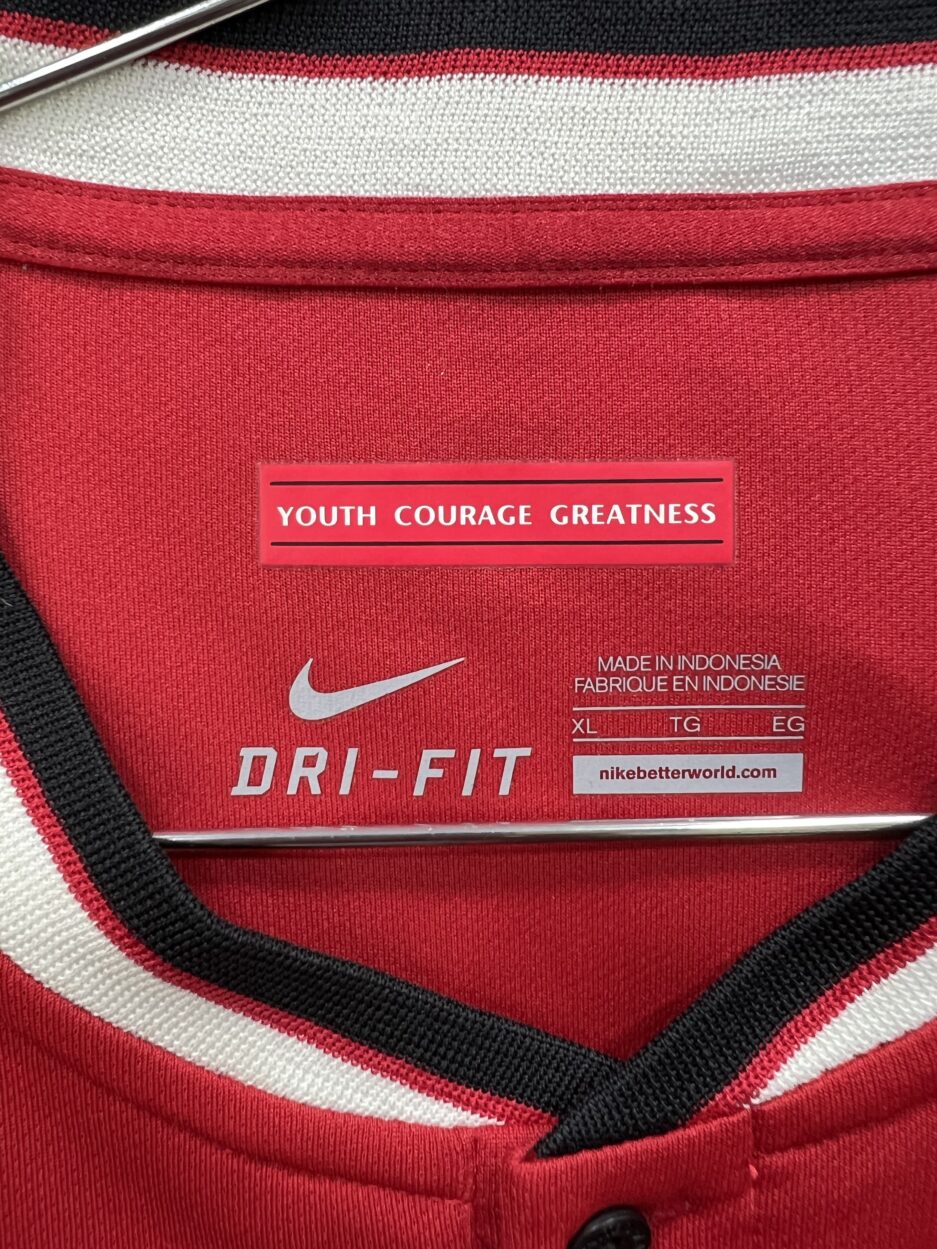 YOUTH COURAGE GREATNESS
DRI-FIT
MADE IN INDONESIA
FABRIQUE EN INDONESIE
XL TG EG
nikebetterworld.com